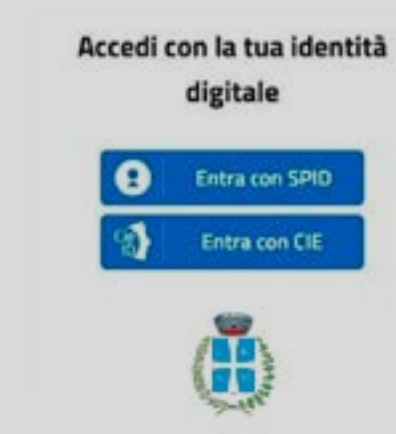 Accedi con la tua identità
digitale
Entra con SPID
Entra con CIE